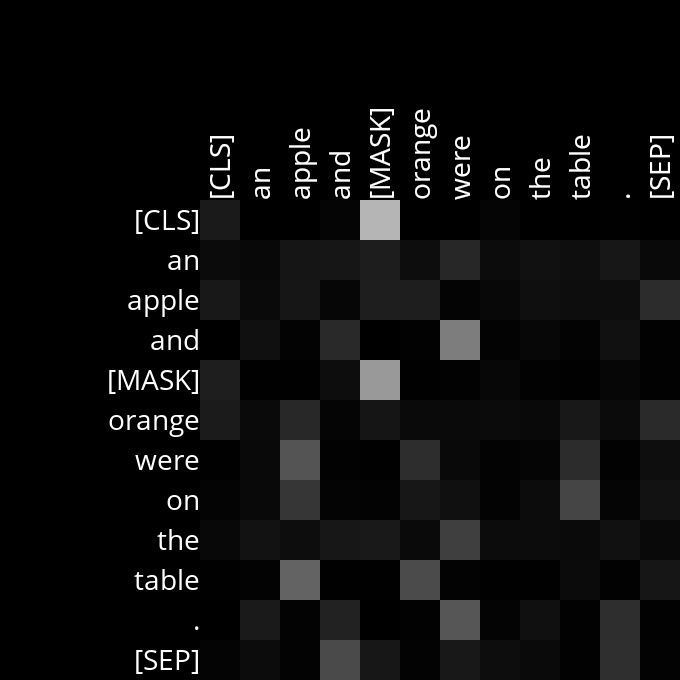 [CLS] an apple and [MASK] orange were on the table . [SEP]
[CLS]
an
apple
and
[MASK]
orange
were
on
the
table
.
[SEP]